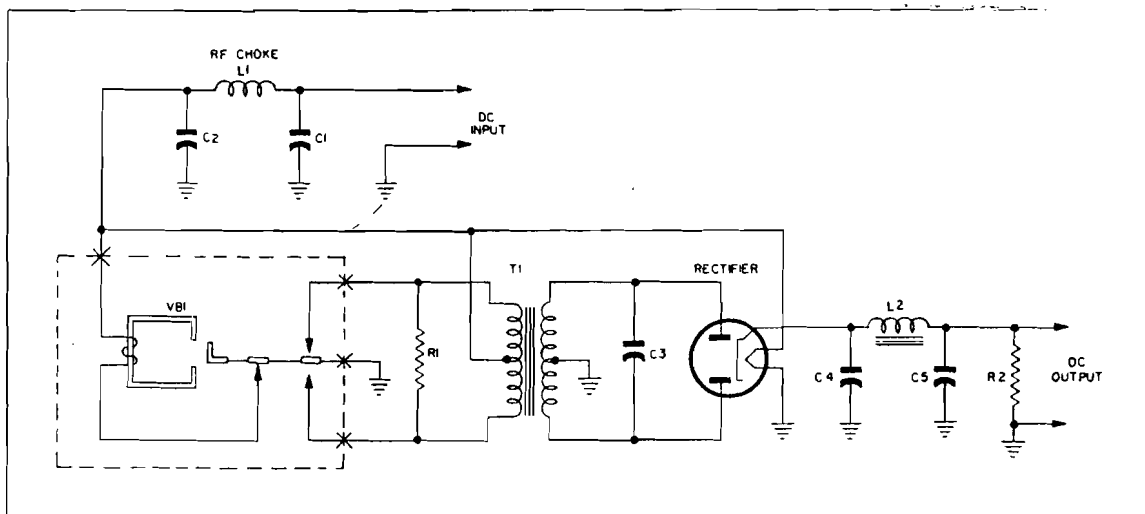 RF CHOKE
L1
C2
C1
DC
INPUT
VB1
R1
T1
C3
RECTIFIER
C4
L2
C5
R2
DC
OUTPUT